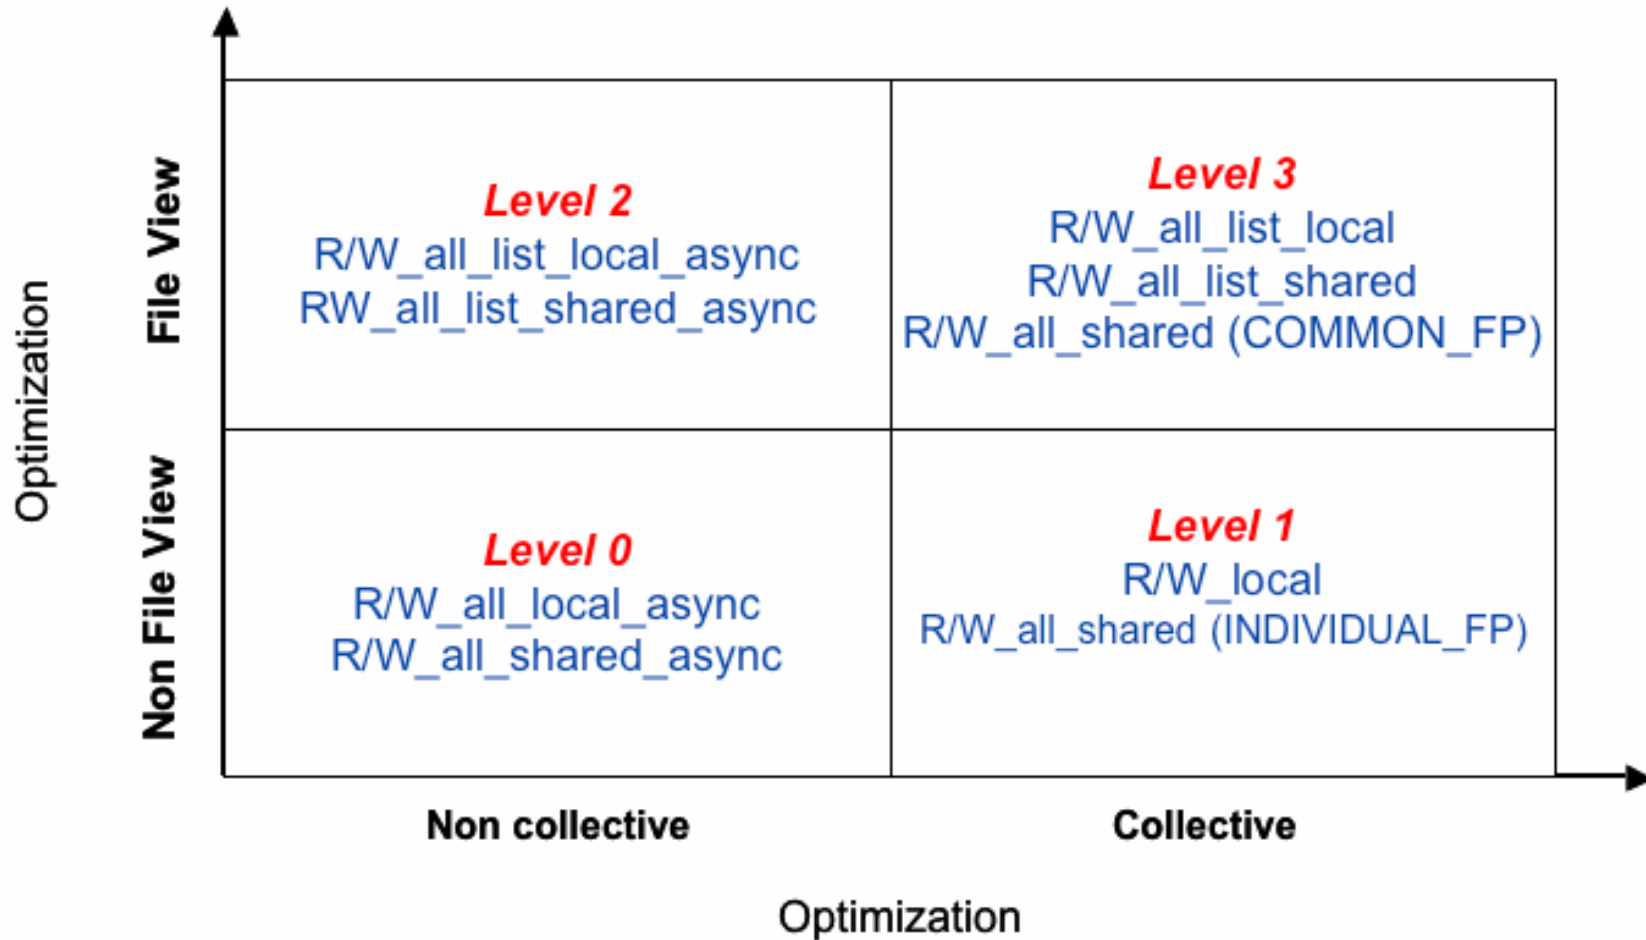 Optimization
File View
Non File View
Level 2
R/W_all_list_local_async
RW_all_list_shared_async
Level 3
R/W_all_list_local
R/W_all_list_shared
R/W_all_shared (COMMON_FP)
Level 0
R/W_all_local_async
R/W_all_shared_async
Level 1
R/W_local
R/W_all_shared (INDIVIDUAL_FP)
Non collective
Collective
Optimization